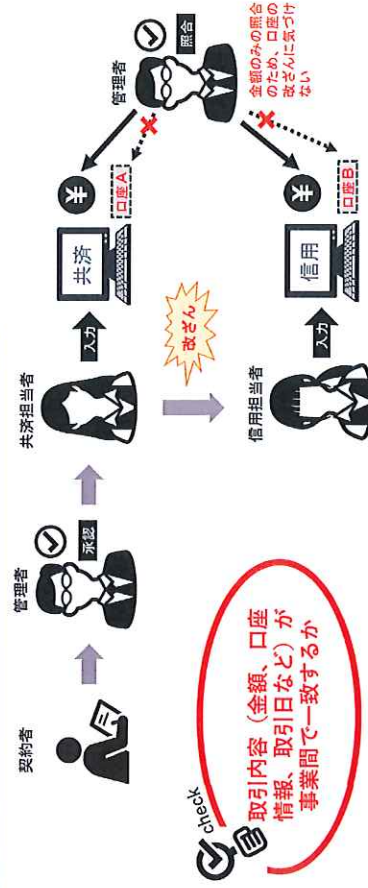 契約者
管理者
承認
共済担当者
入力
共済
¥
口座A
管理者
照合
金額のみの照合
のため、口座の
改ざんに気づけ
ない
改ざん
信用担当者
入力
信用
¥
口座B
check
取引内容（金額、口座
情報、取引日など）が
事業間で一致するか